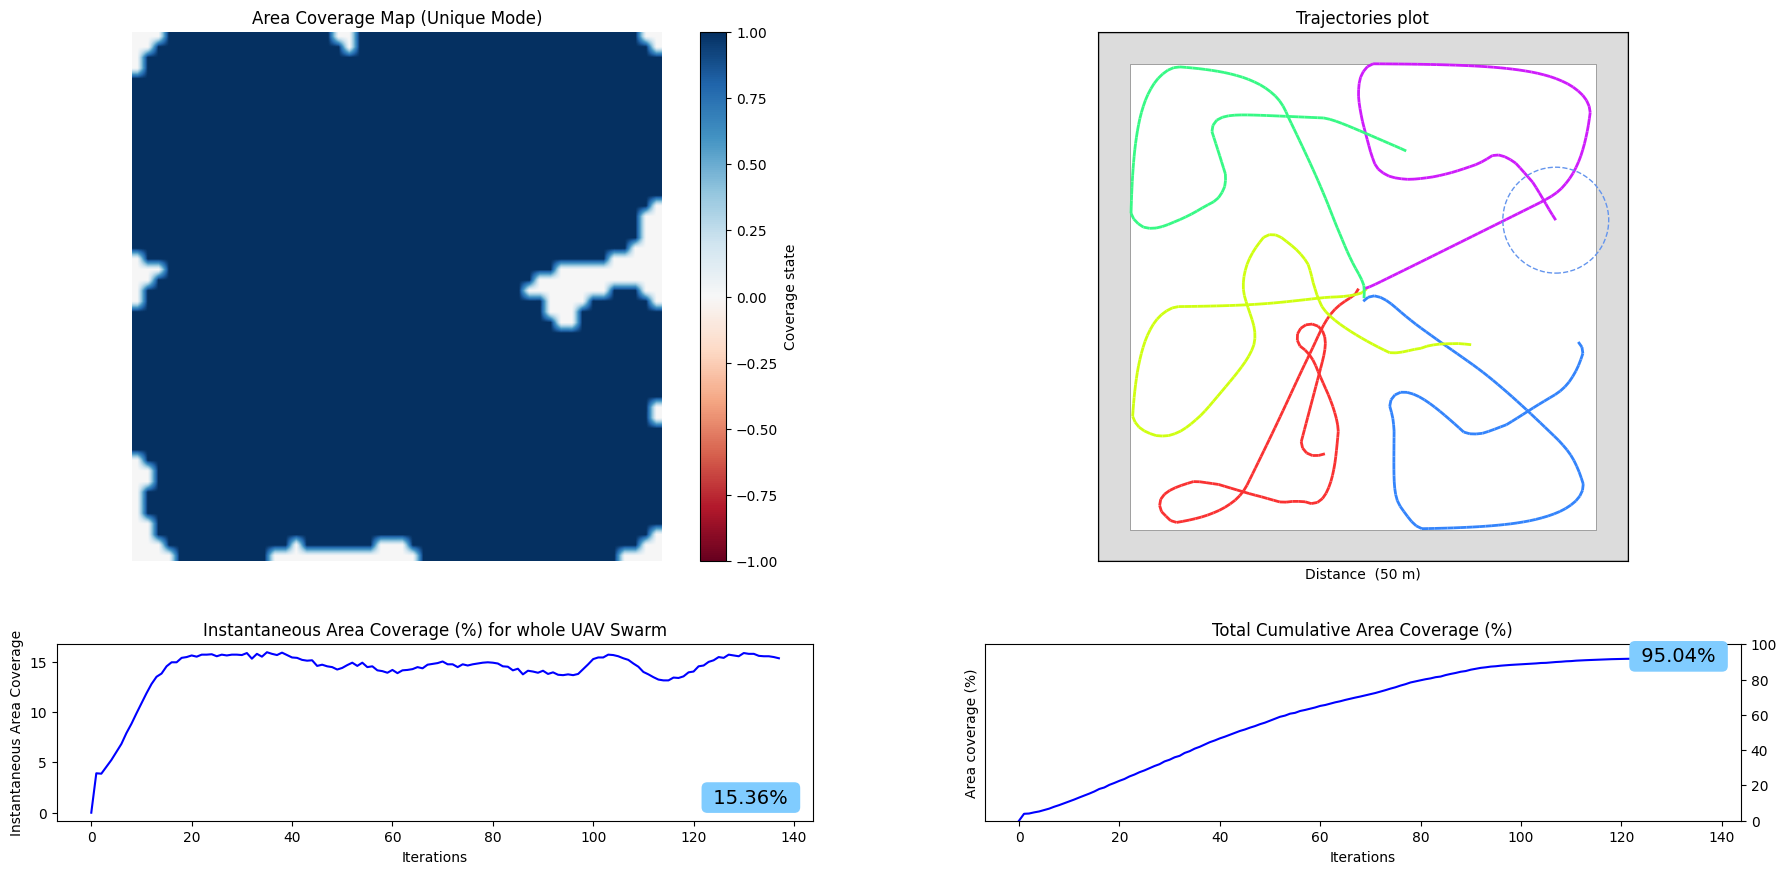 Area Coverage Map (Unique Mode)
1.00
0.75
0.50
0.25
0.00
−0.25
−0.50
−0.75
−1.00
Coverage state
Trajectories plot
Distance  (50 m)
Instantaneous Area Coverage (%) for whole UAV Swarm
Instantaneous Area Coverage
15
10
5
0
15.36%
0 20 40 60 80 100 120 140
Iterations
Total Cumulative Area Coverage (%)
Area coverage (%)
95.04%
100
80
60
40
20
0
0 20 40 60 80 100 120 140
Iterations